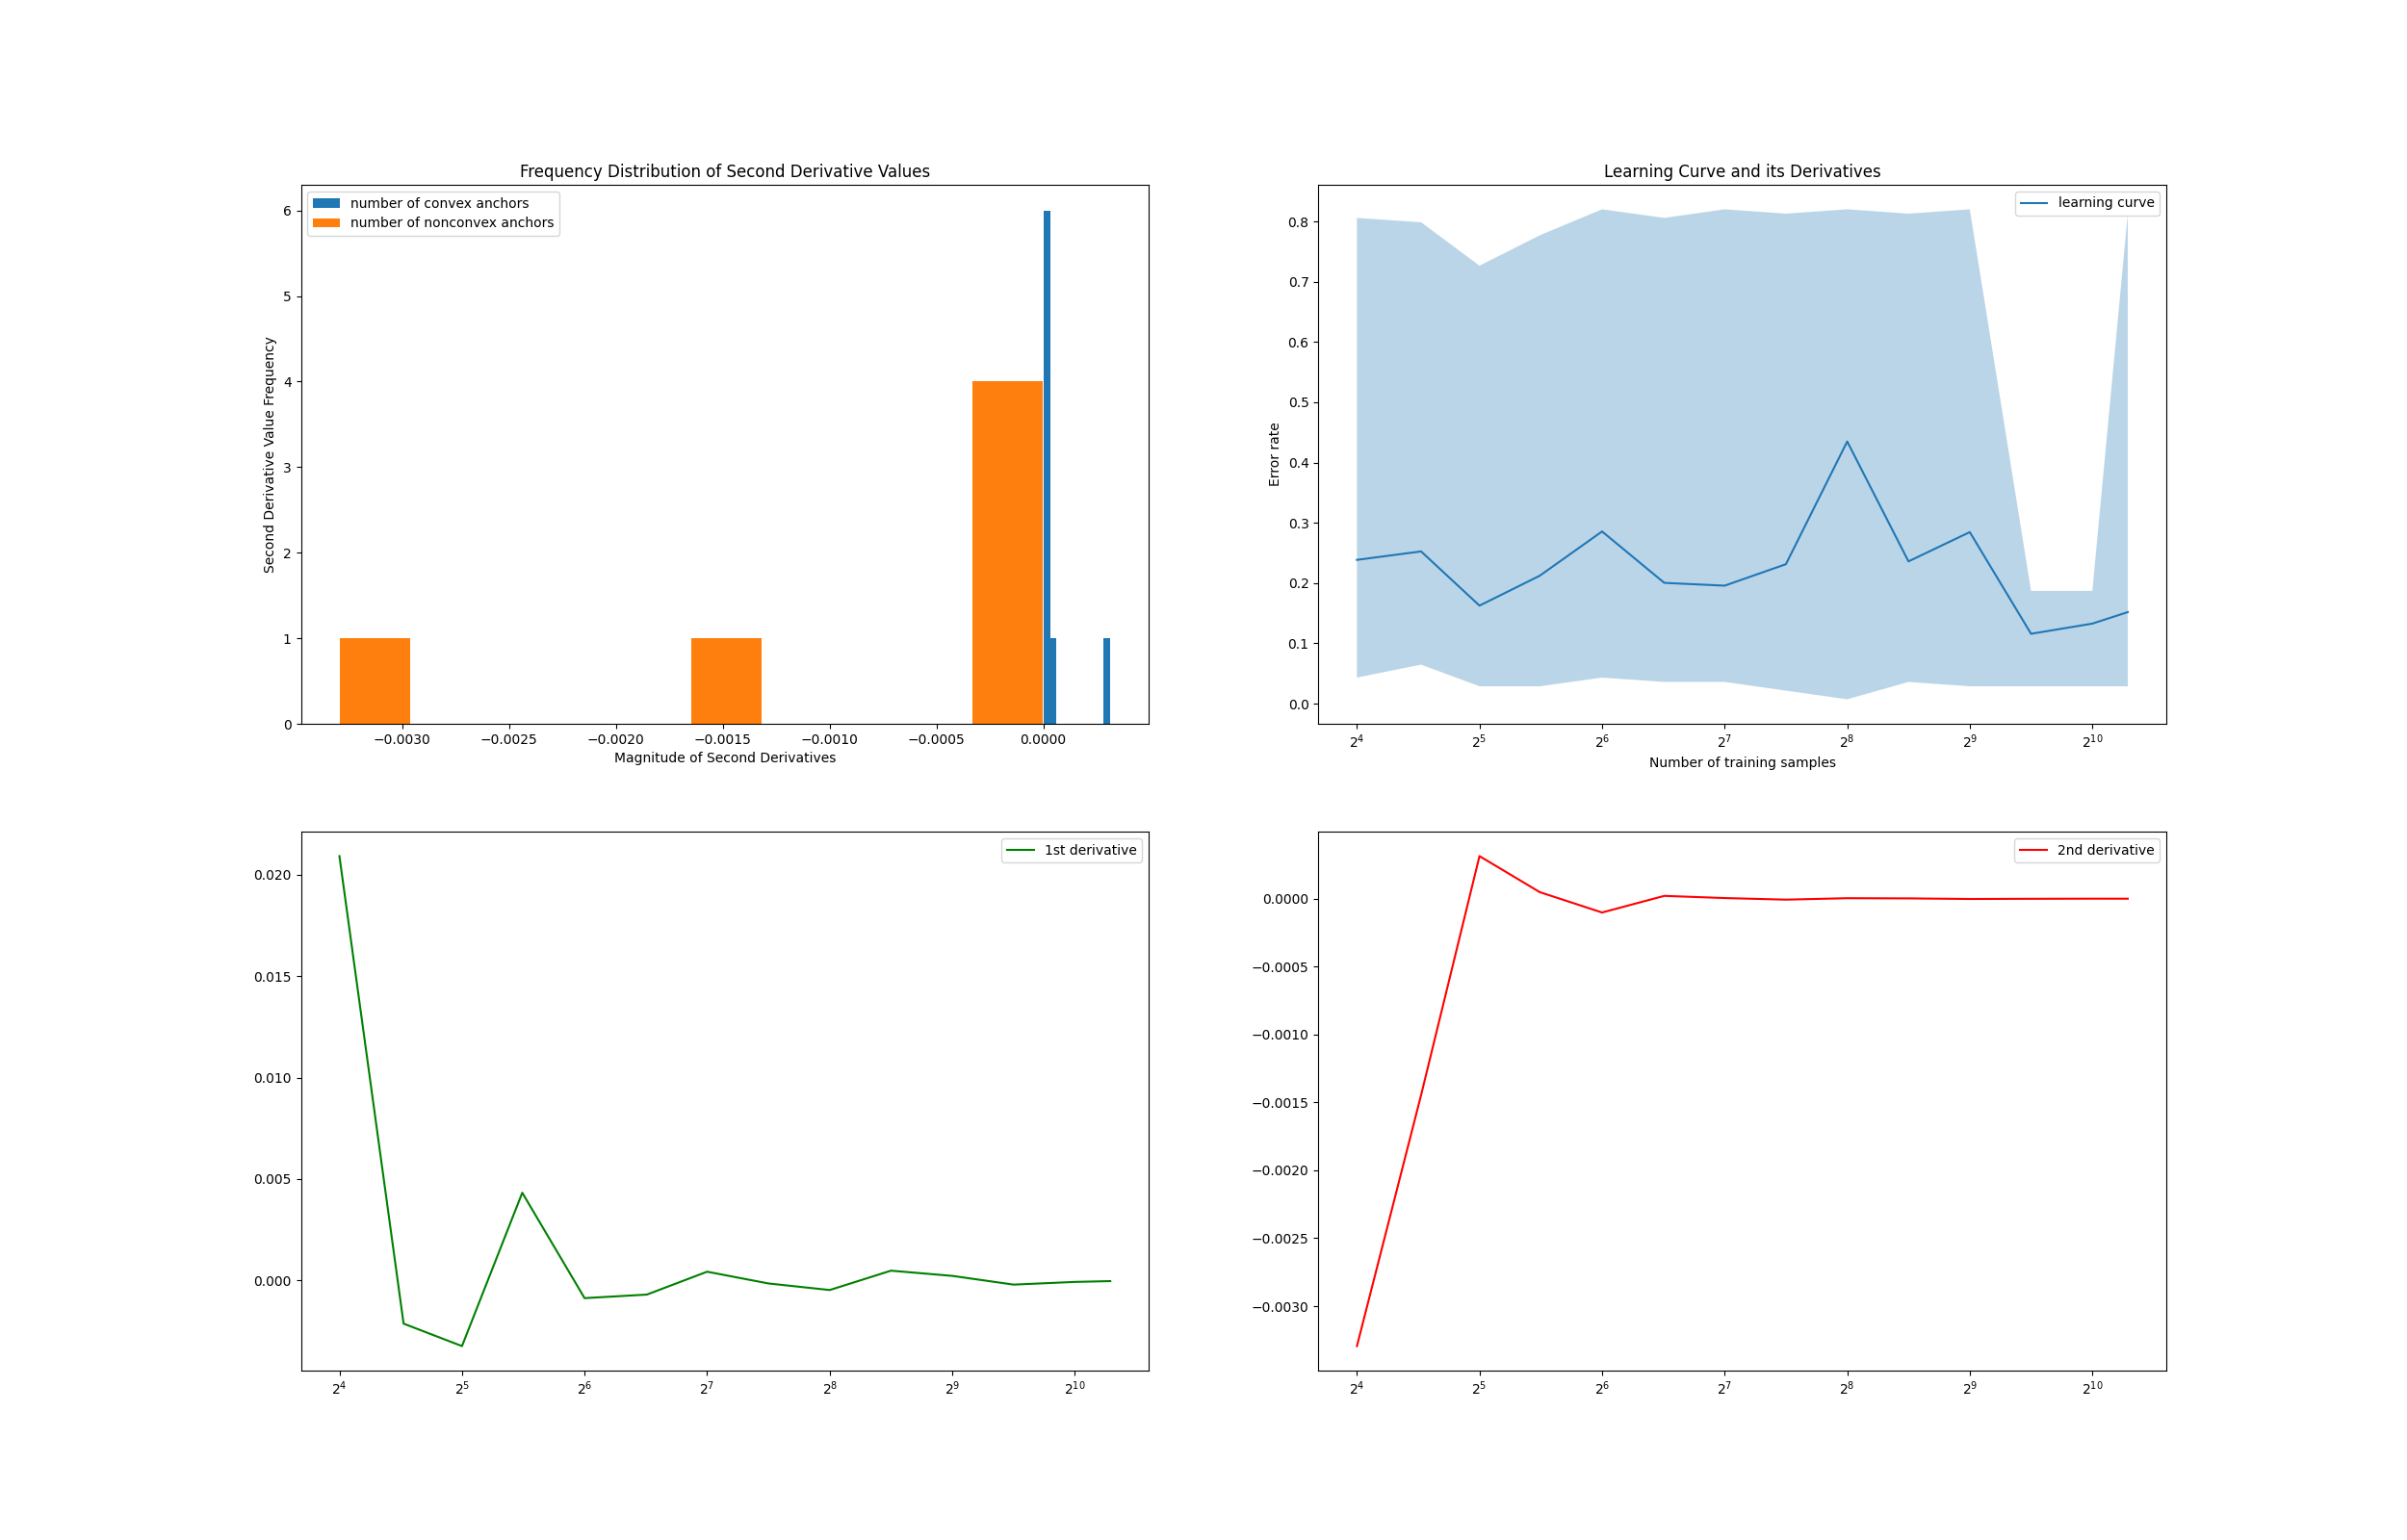 Frequency Distribution of Second Derivative Values
number of convex anchors
number of nonconvex anchors
Second Derivative Value Frequency
6
5
4
3
2
1
0
−0.0030 −0.0025 −0.0020 −0.0015 −0.0010 −0.0005 0.0000
Magnitude of Second Derivatives
Learning Curve and its Derivatives
learning curve
Error rate
0.8
0.7
0.6
0.5
0.4
0.3
0.2
0.1
0.0
2^4 2^5 2^6 2^7 2^8 2^9 2^10
Number of training samples
1st derivative
0.020
0.015
0.010
0.005
0.000
2^4 2^5 2^6 2^7 2^8 2^9 2^10
2nd derivative
0.0000
−0.0005
−0.0010
−0.0015
−0.0020
−0.0025
−0.0030
2^4 2^5 2^6 2^7 2^8 2^9 2^10